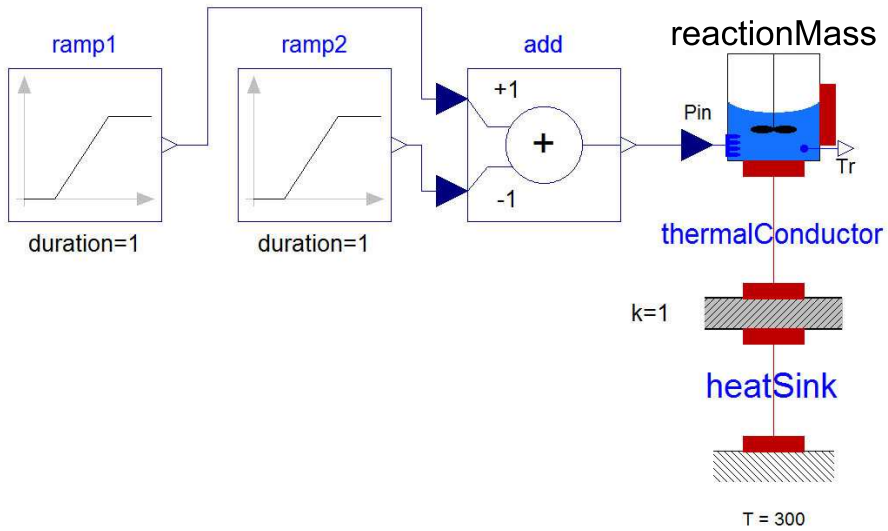 ramp1
ramp2
add
reactionMass
+1
Pin
+
Tr
-1
duration=1
duration=1
thermalConductor
k=1
heatSink
T = 300